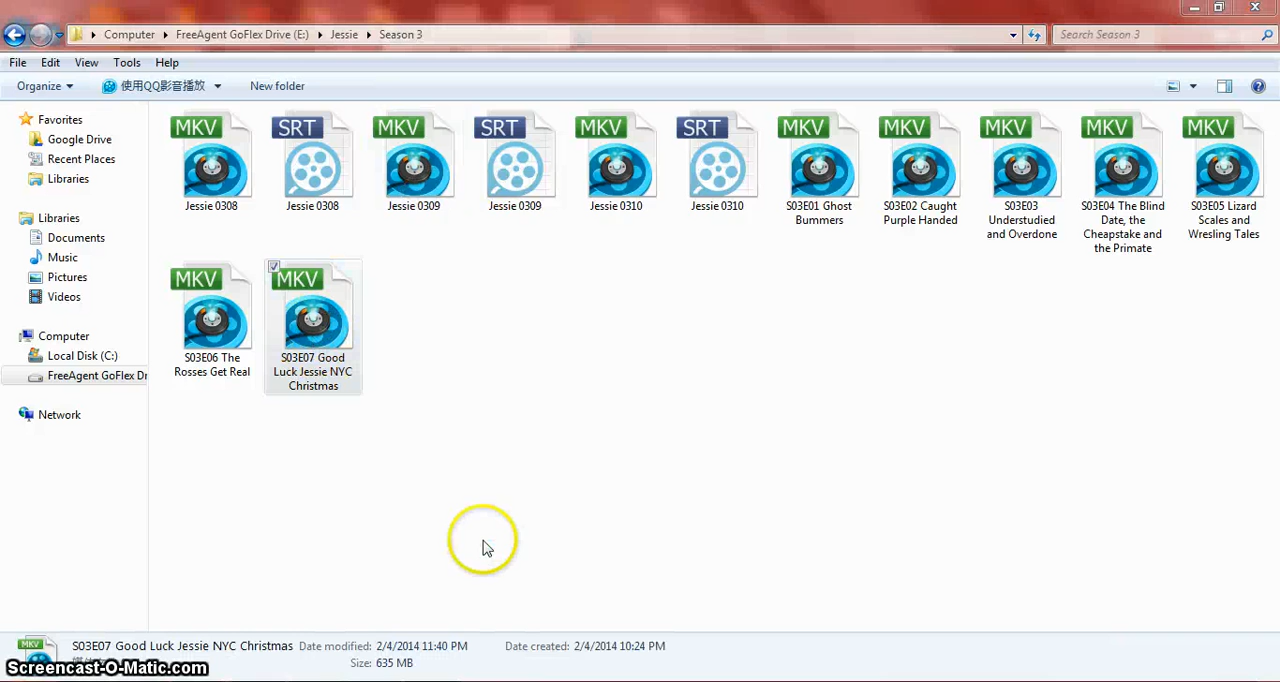 Computer FreeAgent GoFlex Drive (E:) Jessie Season 3
Search Season 3
File Edit View Tools Help
Organize 使用QQ影音播放 New folder
Favorites
Google Drive
Recent Places
Libraries
Libraries
Documents
Music
Pictures
Videos
Computer
Local Disk (C:)
FreeAgent GoFlex Dr
Network
MKV SRT MKV SRT MKV SRT MKV MKV MKV MKV MKV
Jessie 0308
Jessie 0308
Jessie 0309
Jessie 0309
Jessie 0310
Jessie 0310
S03E01 Ghost
Bummers
S03E02 Caught
Purple Handed
S03E03
Understudied
and Overdone
S03E04 The Blind
Date, the
Cheapstake and
the Primate
S03E05 Lizard
Scales and
Wresling Tales
MKV MKV
S03E06 The
Rosses Get Real
S03E07 Good
Luck Jessie NYC
Christmas
MKV
S03E07 Good Luck Jessie NYC Christmas Date modified: 2/4/2014 11:40 PM Date created: 2/4/2014 10:24 PM
Size: 635 MB
Screencast-O-Matic.com